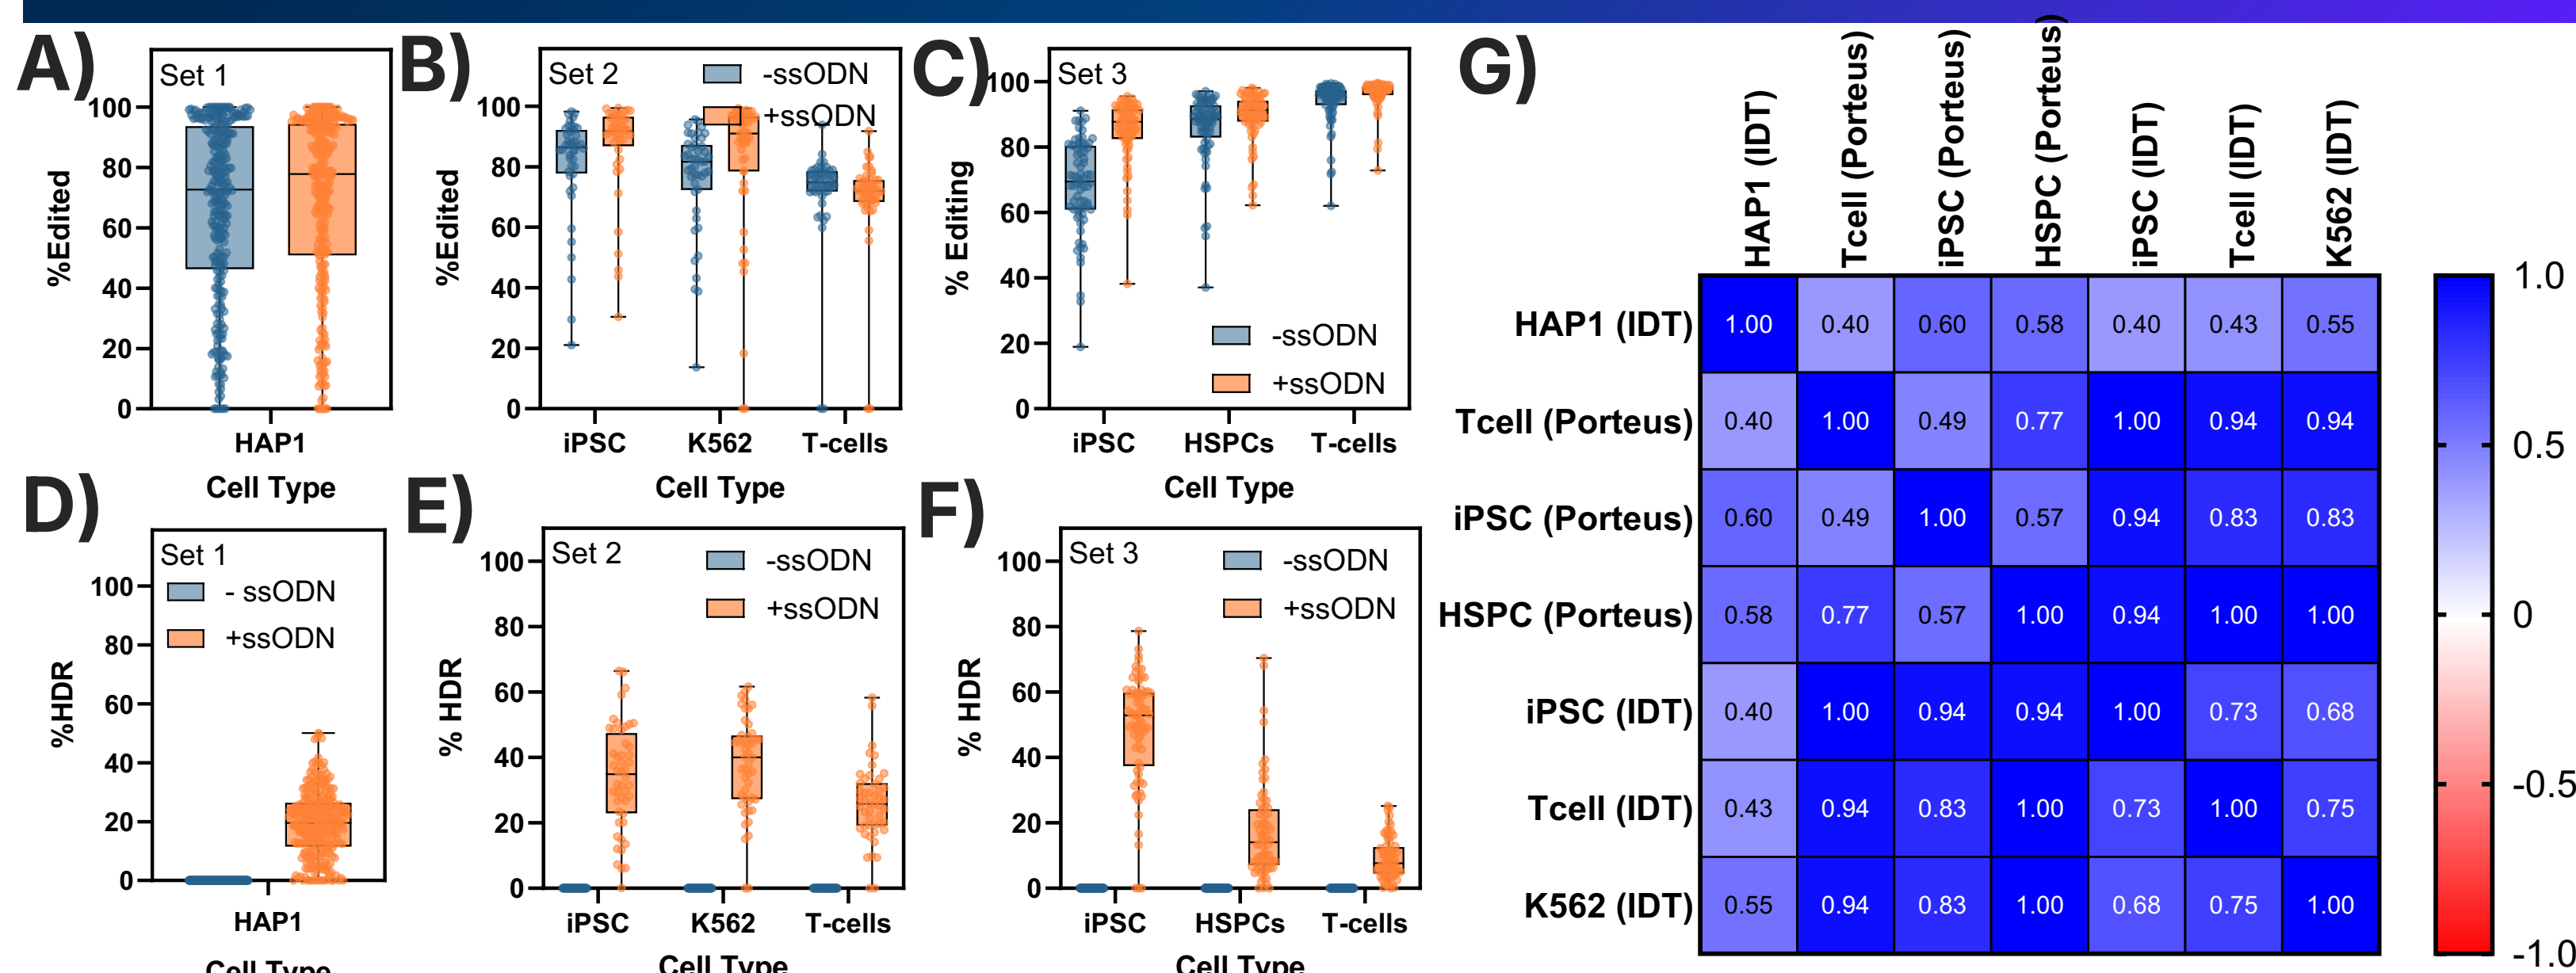 A)
Set 1
%Edited
100
80
60
40
20
0
HAP1
Cell Type
B)
Set 2
-ssODN
+ssODN
%Edited
100
80
60
40
20
0
iPSC K562 T-cells
Cell Type
C)
Set 3
% Editing
100
80
60
40
20
0
-ssODN
+ssODN
iPSC HSPCs T-cells
Cell Type
D)
Set 1
- ssODN
+ssODN
%HDR
100
80
60
40
20
0
HAP1
Cell Type
E)
Set 2
-ssODN
+ssODN
% HDR
100
80
60
40
20
0
iPSC K562 T-cells
Cell Type
F)
Set 3
-ssODN
+ssODN
% HDR
100
80
60
40
20
0
iPSC HSPCs T-cells
Cell Type
G)
HAP1 (IDT) Tcell (Porteus) iPSC (Porteus) HSPC (Porteus) iPSC (IDT) Tcell (IDT) K562 (IDT)
HAP1 (IDT) 1.00 0.40 0.60 0.58 0.40 0.43 0.55
Tcell (Porteus) 0.40 1.00 0.49 0.77 1.00 0.94 0.94
iPSC (Porteus) 0.60 0.49 1.00 0.57 0.94 0.83 0.83
HSPC (Porteus) 0.58 0.77 0.57 1.00 0.94 1.00 1.00
iPSC (IDT) 0.40 1.00 0.94 0.94 1.00 0.73 0.68
Tcell (IDT) 0.43 0.94 0.83 1.00 0.73 1.00 0.75
K562 (IDT) 0.55 0.94 0.83 1.00 0.68 0.75 1.00
1.0
0.5
0
-0.5
-1.0